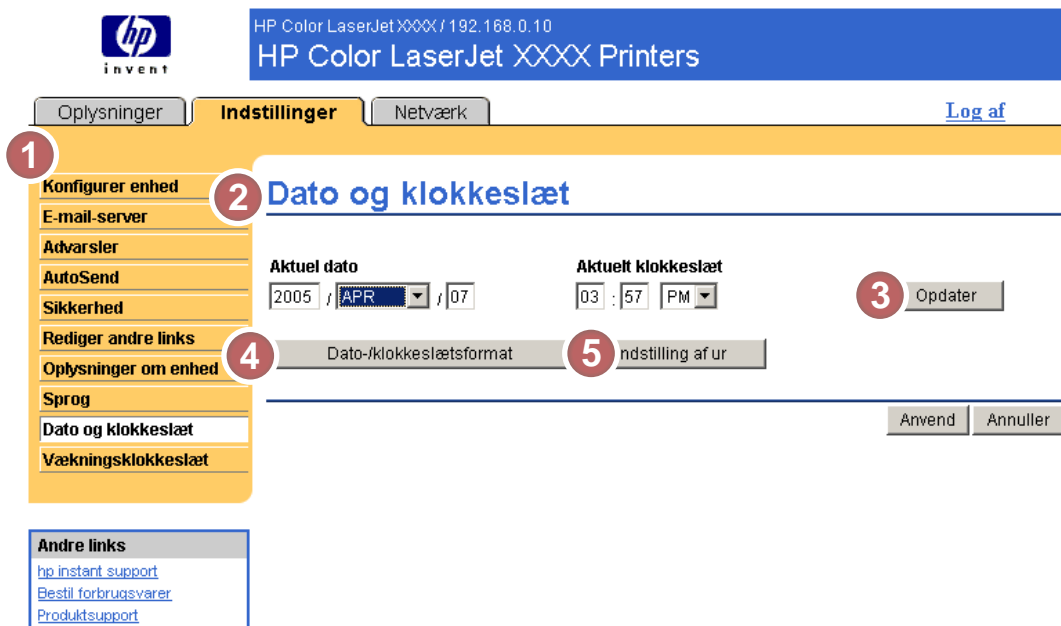 hp
invent
HP Color LaserJet XXXX / 192.168.0.10
HP Color LaserJet XXXX Printers
Oplysninger Indstillinger Netværk Log af
1
Konfigurer enhed
E-mail-server
Advarsler
AutoSend
Sikkerhed
Rediger andre links
Oplysninger om enhed
Sprog
Dato og klokkeslæt
Vækningsklokkeslæt
2 Dato og klokkeslæt
Aktuel dato Aktuelt klokkeslæt
2005 / APR / 07 03 : 57 PM 3 Opdater
4 Dato-/klokkeslætsformat 5 ndstilling af ur
Anvend Annuller
Andre links
hp instant support
Bestil forbrugsvarer
Produktsupport